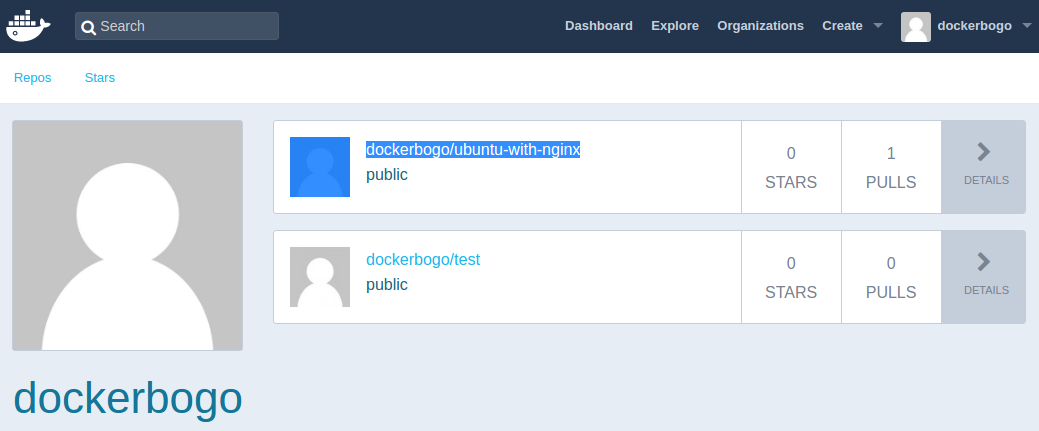 Search
Dashboard Explore Organizations Create dockerbogo
Repos Stars
dockerbogo/ubuntu-with-nginx
public
0
STARS
1
PULLS
DETAILS
dockerbogo/test
public
0
STARS
0
PULLS
DETAILS
dockerbogo